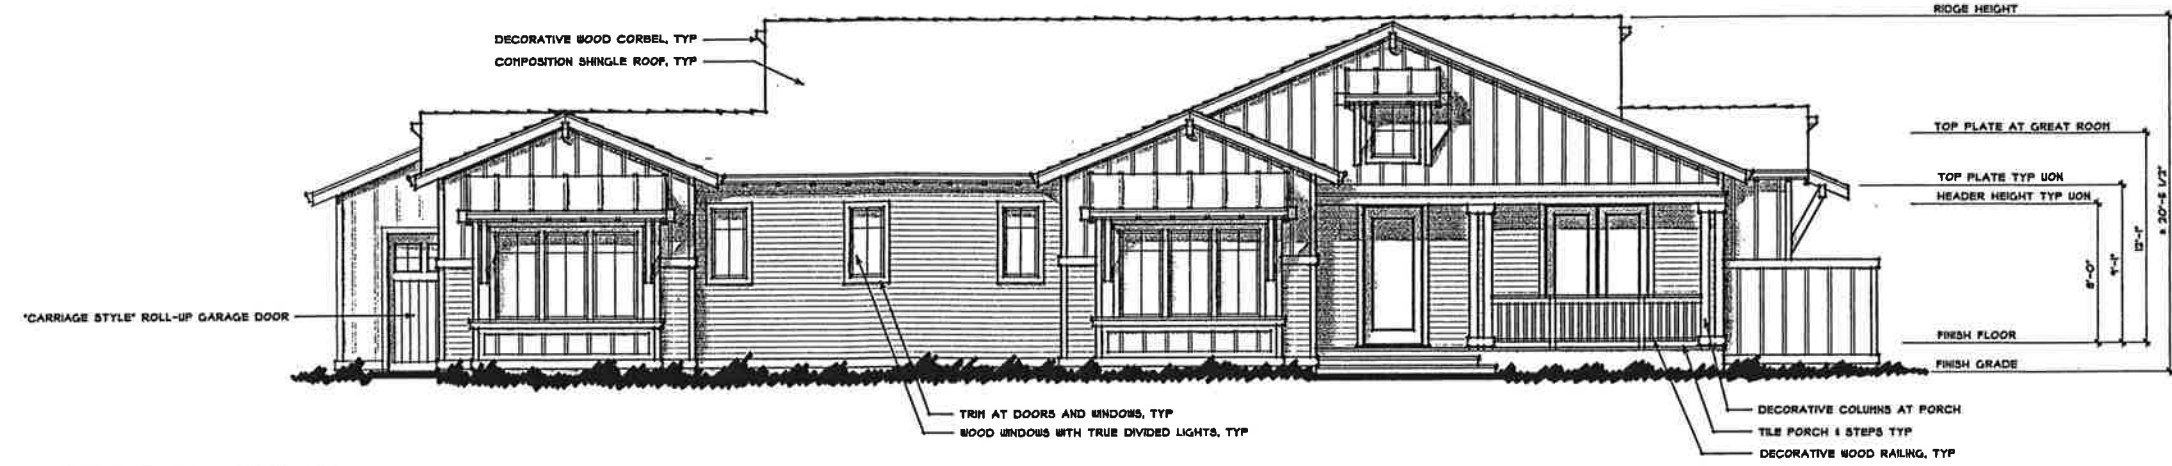 RIDGE HEIGHT
DECORATIVE WOOD CORBEL, TYP
COMPOSITION SHINGLE ROOF, TYP
TOP PLATE AT GREAT ROOM
TOP PLATE TYP UON
HEADER HEIGHT TYP UON
8'-0"
9'-1"
12'-1"
± 20'-6 1/2"
"CARRIAGE STYLE" ROLL-UP GARAGE DOOR
FINISH FLOOR
FINISH GRADE
TRIM AT DOORS AND WINDOWS, TYP
WOOD WINDOWS WITH TRUE DIVIDED LIGHTS, TYP
DECORATIVE COLUMNS AT PORCH
TILE PORCH & STEPS TYP
DECORATIVE WOOD RAILING, TYP